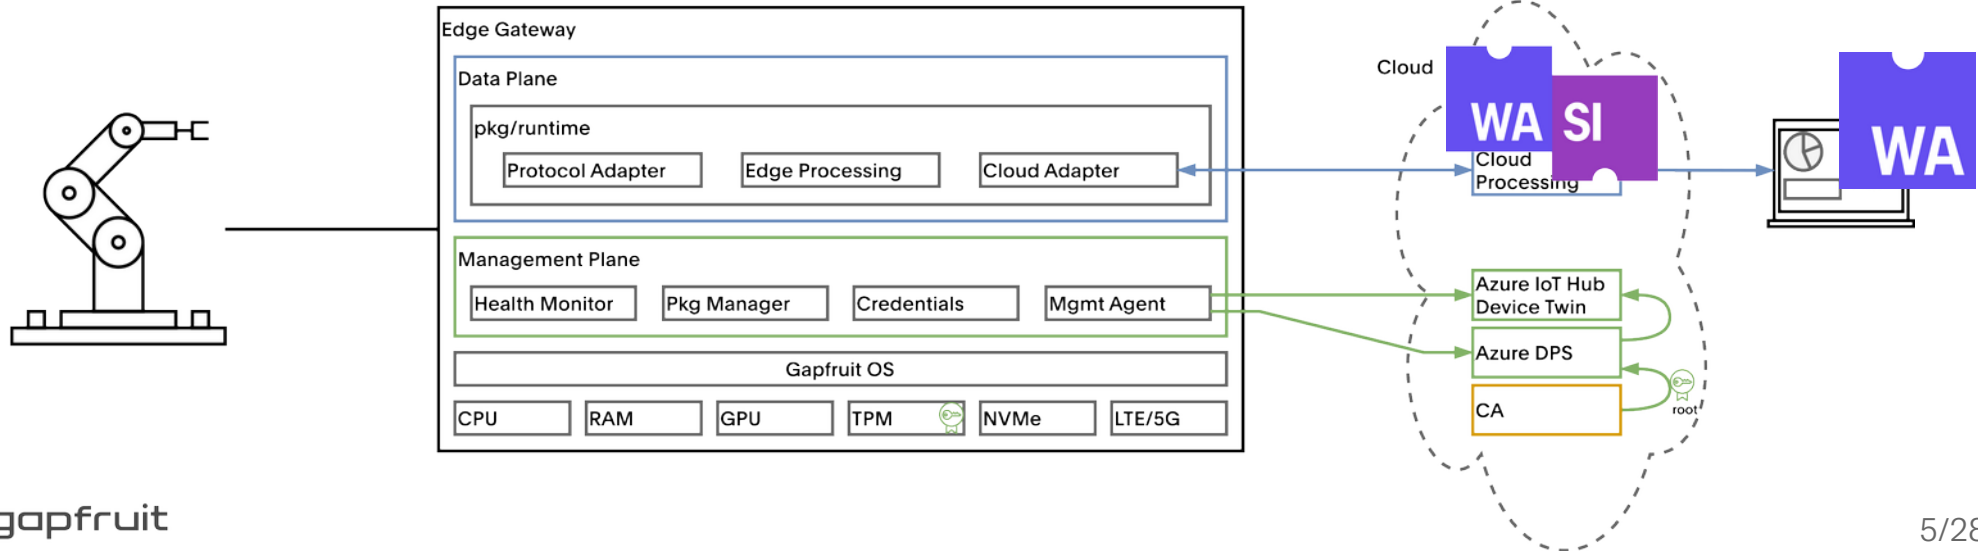 Edge Gateway
Data Plane
pkg/runtime
Protocol Adapter
Edge Processing
Cloud Adapter
Management Plane
Health Monitor
Pkg Manager
Credentials
Mgmt Agent
Gapfruit OS
CPU
RAM
GPU
TPM
NVMe
LTE/5G
Cloud
WA
SI
Cloud
Processing
WA
Azure IoT Hub
Device Twin
Azure DPS
CA
root
gapfruit
5/28